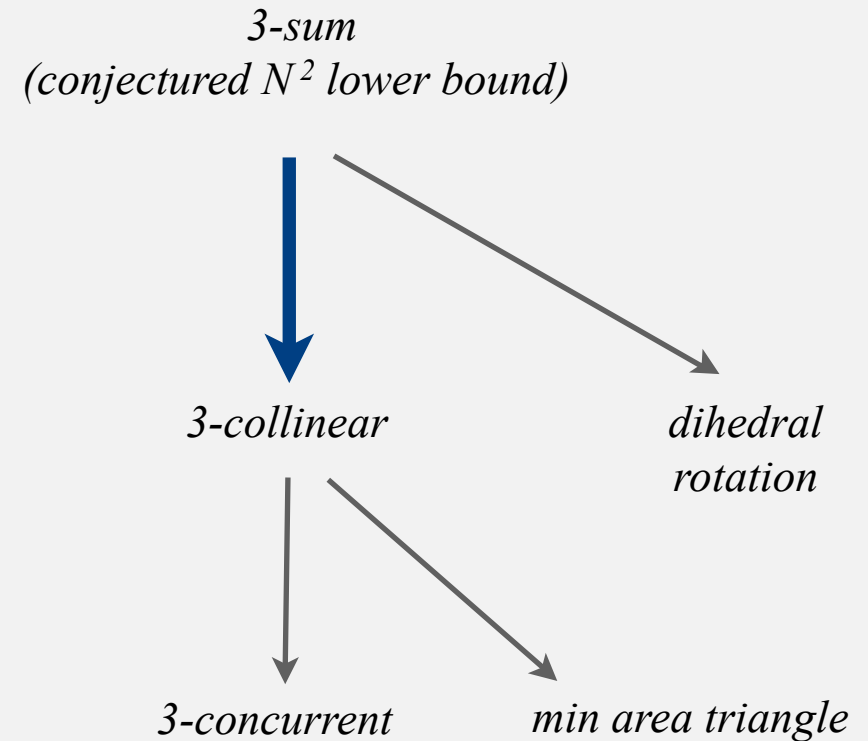 3-sum
(conjectured N² lower bound)
3-collinear
dihedral
rotation
3-concurrent
min area triangle